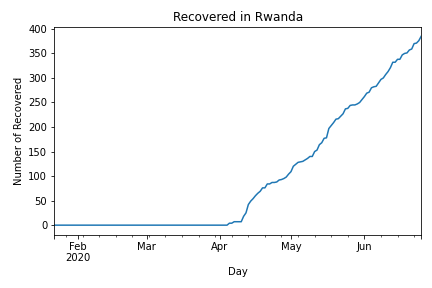 Recovered in Rwanda
Number of Recovered
400
350
300
250
200
150
100
50
0
Feb
2020
Mar
Apr
May
Jun
Day